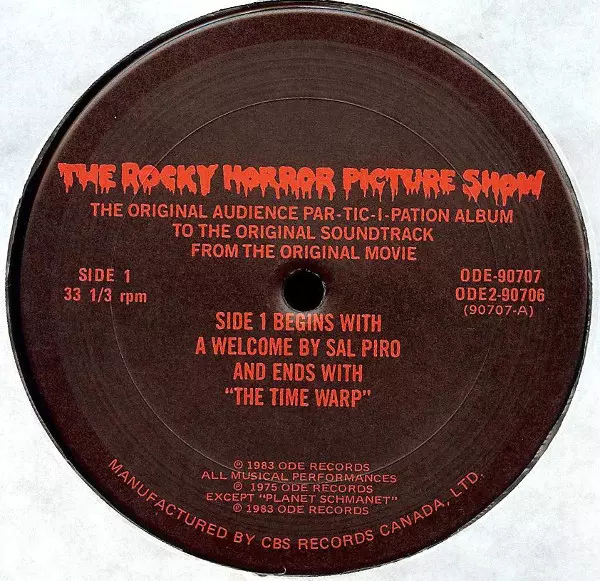 THE ROCKY HORROR PICTURE SHOW
THE ORIGINAL AUDIENCE PAR-TIC-I-PATION ALBUM
TO THE ORIGINAL SOUNDTRACK
FROM THE ORIGINAL MOVIE
SIDE 1
33 1/3 rpm
ODE-90707
ODE2-90706
(90707-A)
SIDE 1 BEGINS WITH
A WELCOME BY SAL PIRO
AND ENDS WITH
"THE TIME WARP"
℗ 1983 ODE RECORDS
ALL MUSICAL PERFORMANCES
℗ 1975 ODE RECORDS
EXCEPT "PLANET SCHMANET"
℗ 1983 ODE RECORDS
MANUFACTURED BY CBS RECORDS CANADA, LTD.